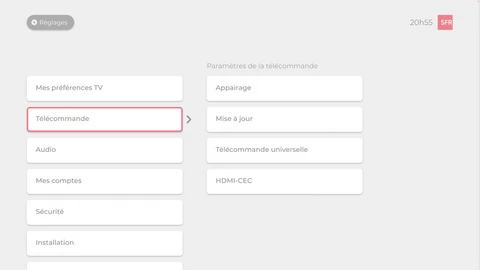 Réglages
20h55
SFR
Paramètres de la télécommande
Mes préférences TV
Télécommande
Audio
Mes comptes
Sécurité
Installation
Appairage
Mise à jour
Télécommande universelle
HDMI-CEC